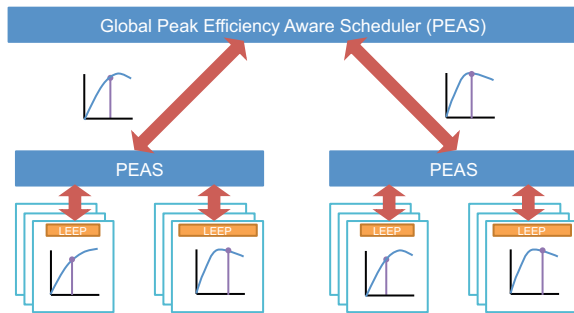 Global Peak Efficiency Aware Scheduler (PEAS)
PEAS
PEAS
LEEP
LEEP
LEEP
LEEP